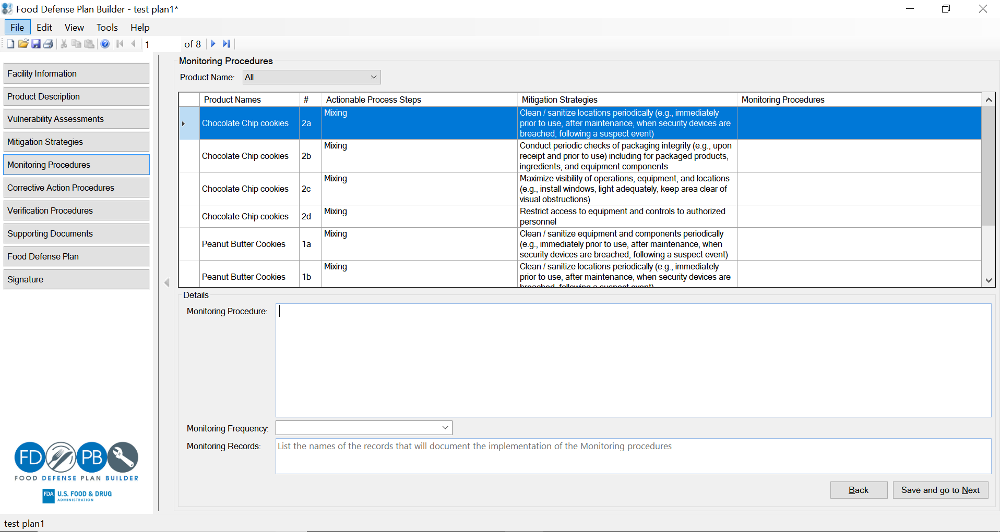 Food Defense Plan Builder - test plan1*
File Edit View Tools Help
1 of 8
Facility Information
Product Description
Vulnerability Assessments
Mitigation Strategies
Monitoring Procedures
Corrective Action Procedures
Verification Procedures
Supporting Documents
Food Defense Plan
Signature
FD PB
FOOD DEFENSE PLAN BUILDER
FDA U.S. FOOD & DRUG
ADMINISTRATION
Monitoring Procedures
Product Name: All
Product Names # Actionable Process Steps Mitigation Strategies Monitoring Procedures
Chocolate Chip cookies 2a Mixing Clean / sanitize locations periodically (e.g., immediately
prior to use, after maintenance, when security devices are
breached, following a suspect event)
Chocolate Chip cookies 2b Mixing Conduct periodic checks of packaging integrity (e.g., upon
receipt and prior to use) including for packaged products,
ingredients, and equipment components
Chocolate Chip cookies 2c Mixing Maximize visibility of operations, equipment, and locations
(e.g., install windows, light adequately, keep area clear of
visual obstructions)
Chocolate Chip cookies 2d Mixing Restrict access to equipment and controls to authorized
personnel
Peanut Butter Cookies 1a Mixing Clean / sanitize equipment and components periodically
(e.g., immediately prior to use, after maintenance, when
security devices are breached, following a suspect event)
Peanut Butter Cookies 1b Mixing Clean / sanitize locations periodically (e.g., immediately
prior to use, after maintenance, when security devices are
breached, following a suspect event)
Details
Monitoring Procedure:
Monitoring Frequency:
Monitoring Records: List the names of the records that will document the implementation of the Monitoring procedures
Back Save and go to Next
test plan1